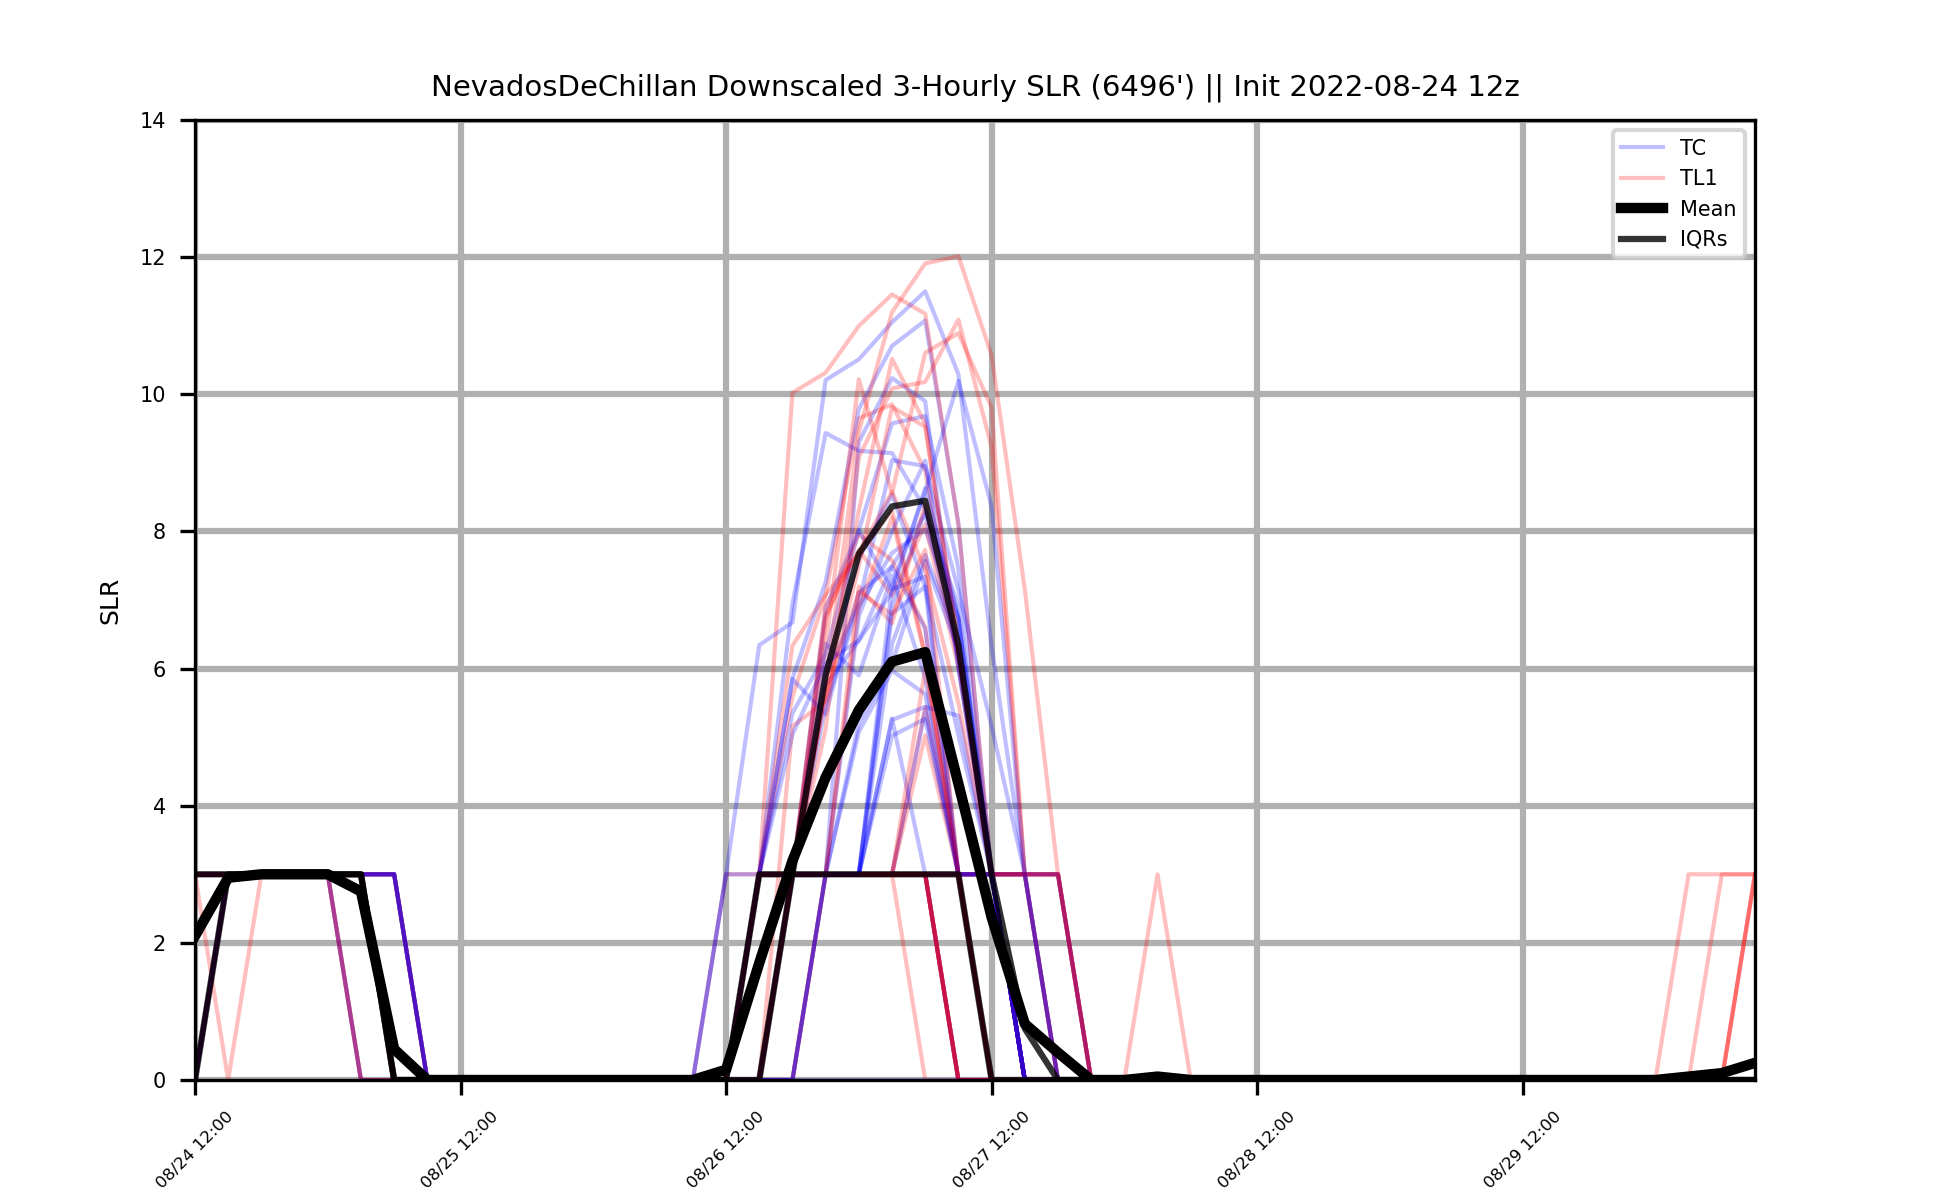 NevadosDeChillan Downscaled 3-Hourly SLR (6496') || Init 2022-08-24 12z
TC
TL1
Mean
IQRs
SLR
14
12
10
8
6
4
2
0
08/24 12:00
08/25 12:00
08/26 12:00
08/27 12:00
08/28 12:00
08/29 12:00